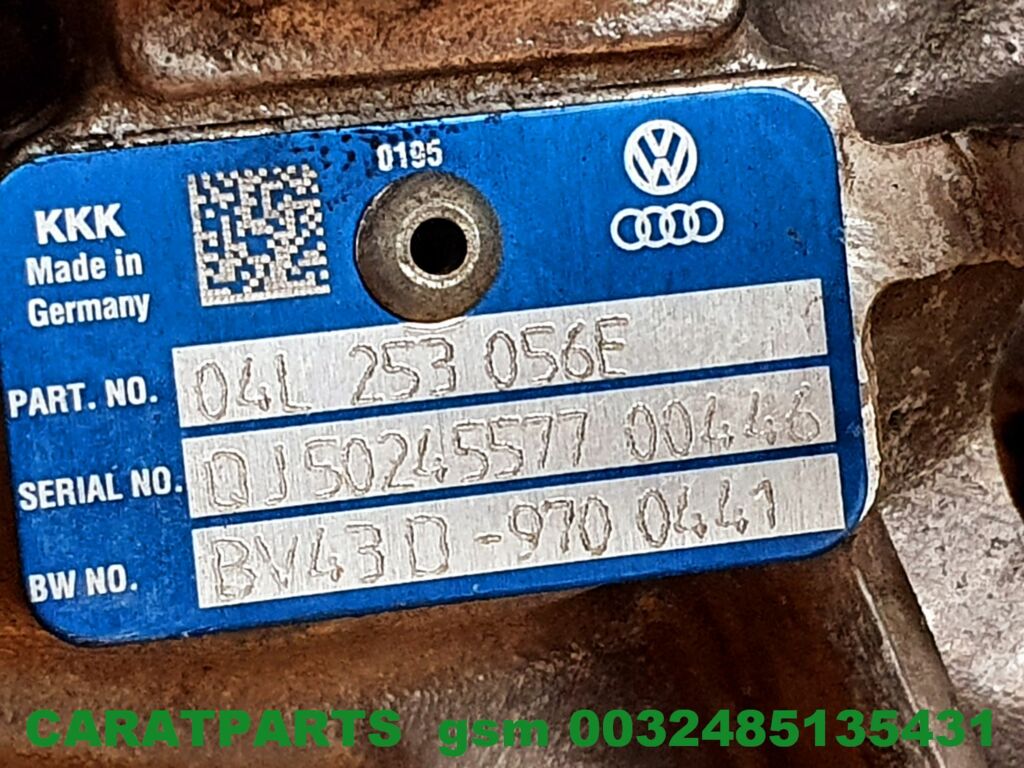 0195
KKK
Made in
Germany
PART. NO. 04L 253 056E
SERIAL NO. QJ50245577 00446
BW NO. BV43D-970 0441
CARATPARTS gsm 0032485135431